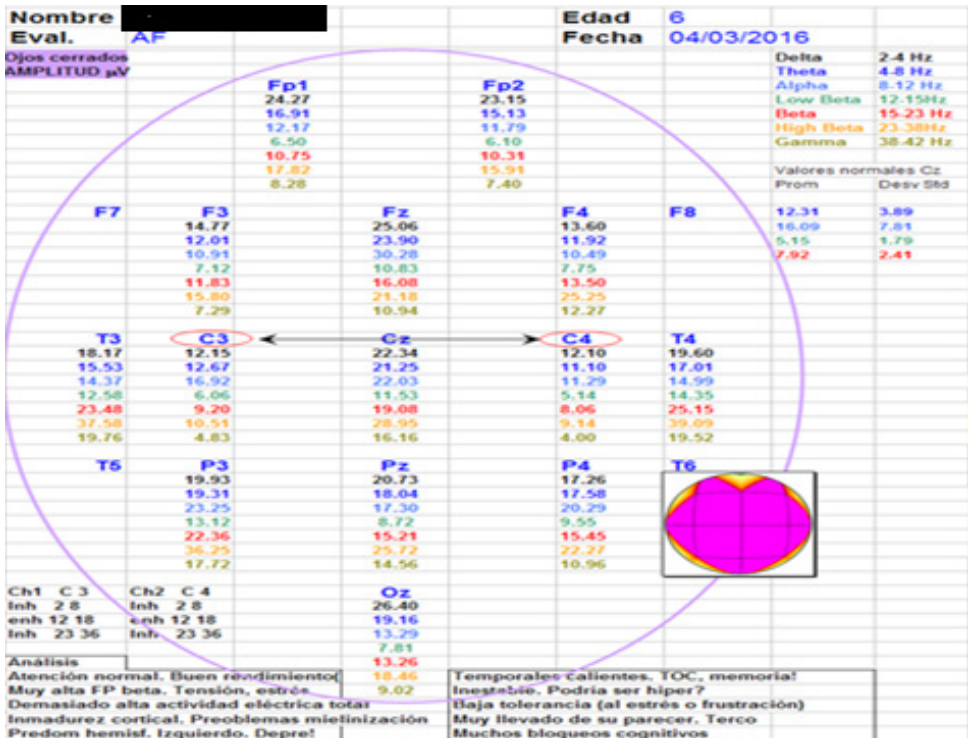 Nombre Edad 6
Eval. AF Fecha 04/03/2016
Ojos cerrados Delta 2-4 Hz
AMPLITUD µV Theta 4-8 Hz
Fp1 Fp2 Alpha 8-12 Hz
24.27 23.15 Low Beta 12-15Hz
16.91 15.13 Beta 15-23 Hz
12.17 11.79 High Beta 23-38Hz
6.50 6.10 Gamma 38-42 Hz
10.75 10.31
17.82 15.91 Valores normales Cz
8.28 7.40 Prom Desv Std
F7 F3 Fz F4 F8 12.31 3.89
14.77 25.06 13.60 16.09 7.81
12.01 23.90 11.92 5.15 1.79
10.91 30.28 10.49 7.92 2.41
7.12 10.83 7.75
11.83 16.08 13.50
15.80 21.18 25.25
7.29 10.94 12.27
T3 C3 Cz C4 T4
18.17 12.15 22.34 12.10 19.60
15.53 12.67 21.25 11.10 17.01
14.37 16.92 22.03 11.29 14.99
12.58 6.06 11.53 5.14 14.35
23.48 9.20 19.08 8.06 25.15
37.58 10.51 28.95 9.14 39.09
19.76 4.83 16.16 4.00 19.52
T5 P3 Pz P4 T6
19.93 20.73 17.26
19.31 18.04 17.58
23.25 17.30 20.29
13.12 8.72 9.55
22.36 15.21 15.45
36.25 25.72 22.27
17.72 14.56 10.96
Ch1 C 3 Ch2 C 4 Oz
Inh 2 8 Inh 2 8 26.40
enh 12 18 enh 12 18 19.16
Inh 23 36 Inh 23 36 13.29
7.81
Análisis 13.26
Atención normal. Buen rendimiento( 18.46 Temporales calientes. TOC, memoria!
Muy alta FP beta. Tensión, estrés 9.02 Inestable. Podría ser hiper?
Demasiado alta actividad eléctrica total Baja tolerancia (al estrés o frustración)
Inmadurez cortical. Preoblemas mielinización Muy llevado de su parecer. Terco
Predom hemisf. Izquierdo. Depre! Muchos bloqueos cognitivos